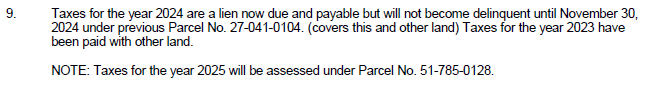 9. Taxes for the year 2024 are a lien now due and payable but will not become delinquent until November 30,
2024 under previous Parcel No. 27-041-0104. (covers this and other land) Taxes for the year 2023 have
been paid with other land.
NOTE: Taxes for the year 2025 will be assessed under Parcel No. 51-785-0128.